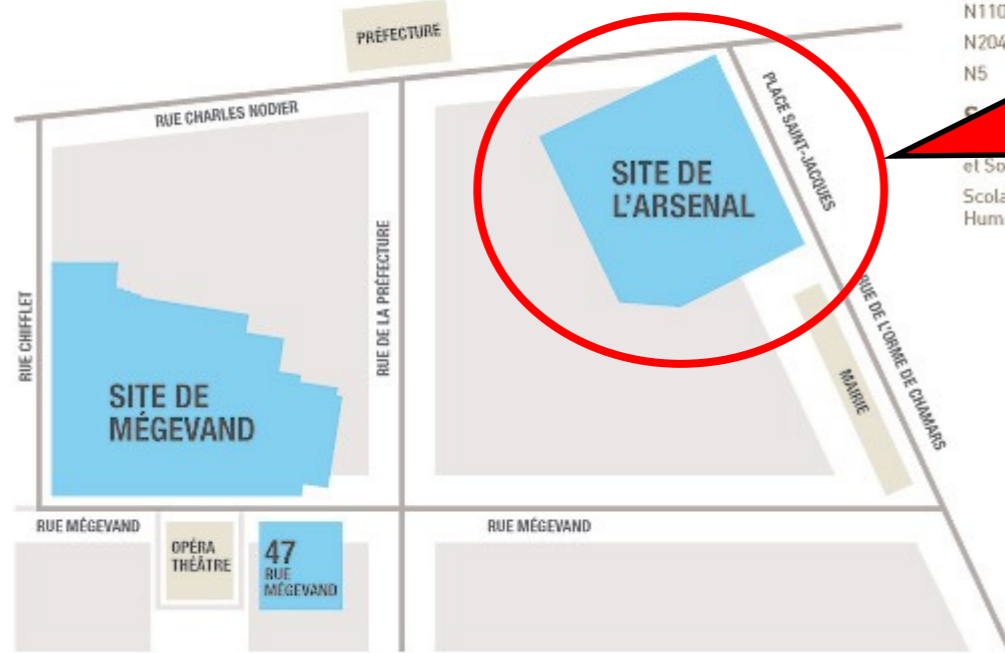 N110
N204
N5
et So
Scola
Huma
PRÉFECTURE
RUE CHARLES NODIER
PLACE SAINT-JACQUES
SITE DE
L'ARSENAL
RUE DE LA PRÉFECTURE
RUE CHIFFLET
RUE DE L'ORME DE CHAMARS
MAIRIE
SITE DE
MÉGEVAND
RUE MÉGEVAND
RUE MÉGEVAND
OPÉRA
THÉÂTRE
47
RUE
MÉGEVAND